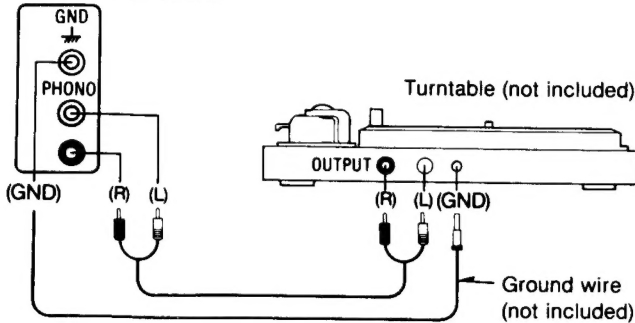 GND
PHONO
(GND)
(R)
(L)
Turntable (not included)
OUTPUT
(R)
(L)
(GND)
Ground wire
(not included)